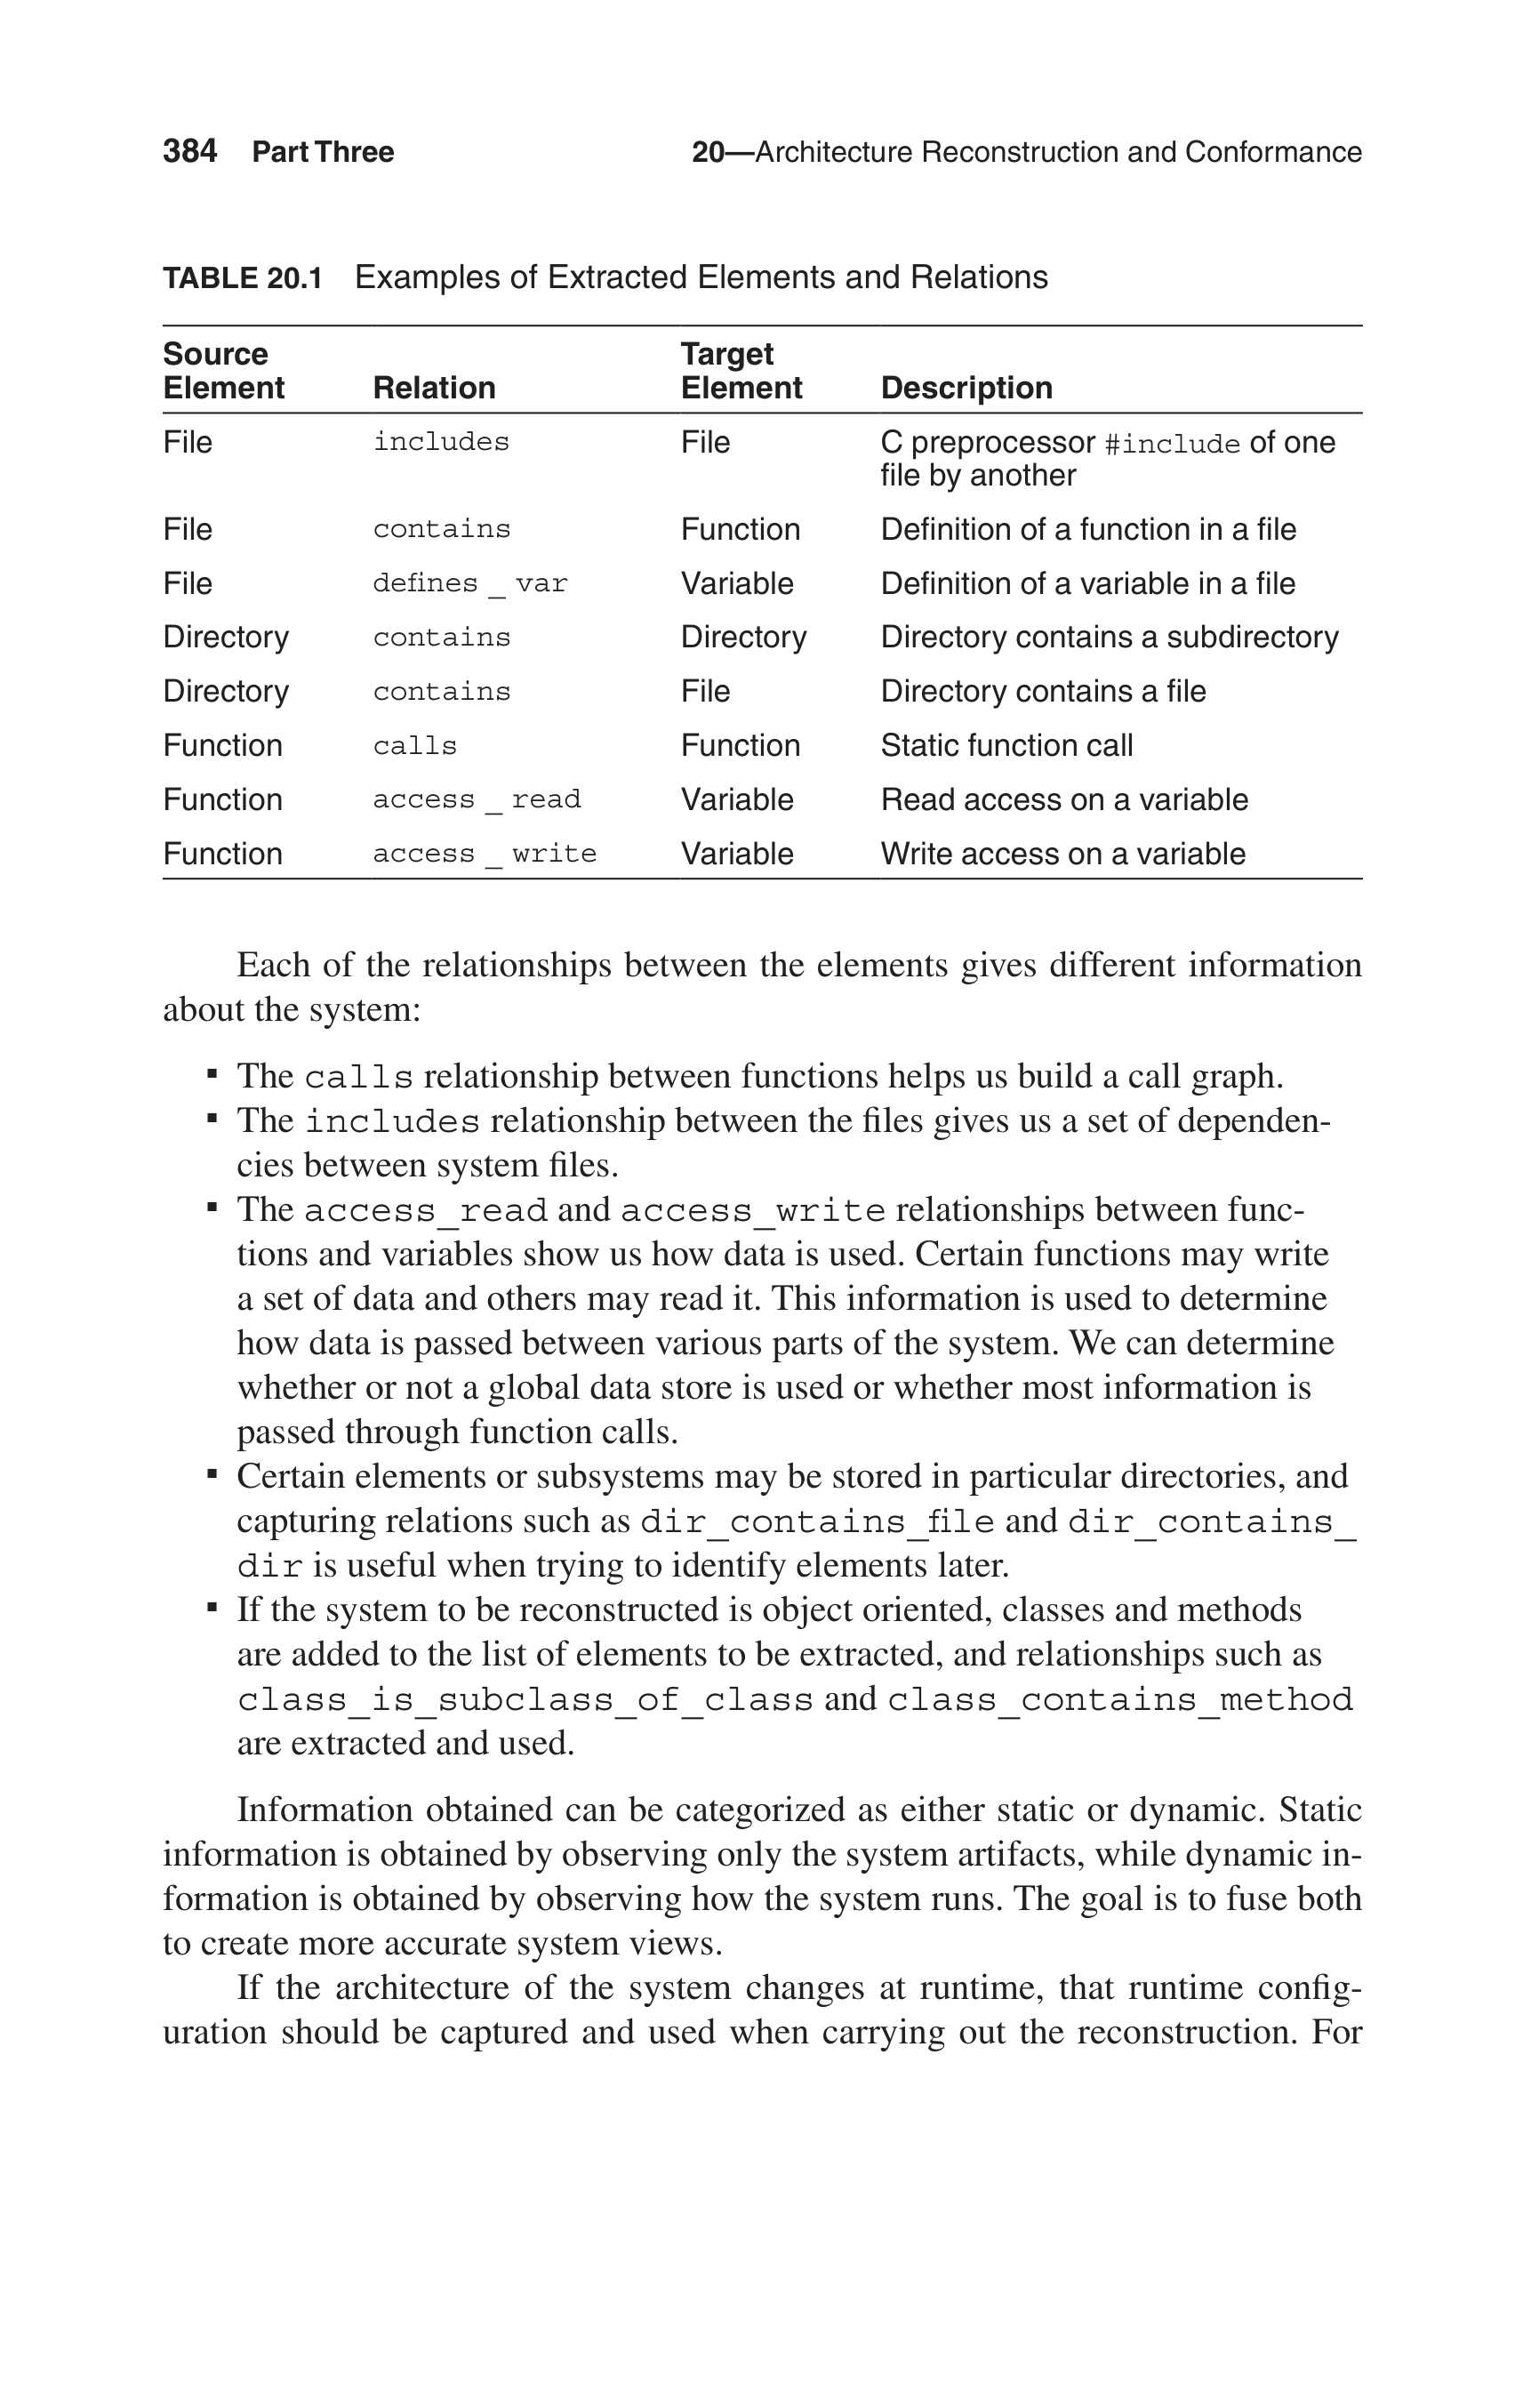 384 Part Three 20—Architecture Reconstruction and Conformance
TABLE 20.1 Examples of Extracted Elements and Relations
Source Element Relation Target Element Description
File includes File C preprocessor #include of one
file by another
File contains Function Definition of a function in a file
File defines _ var Variable Definition of a variable in a file
Directory contains Directory Directory contains a subdirectory
Directory contains File Directory contains a file
Function calls Function Static function call
Function access _ read Variable Read access on a variable
Function access _ write Variable Write access on a variable
Each of the relationships between the elements gives different information
about the system:
▪ The calls relationship between functions helps us build a call graph.
▪ The includes relationship between the files gives us a set of dependen-
cies between system files.
▪ The access_read and access_write relationships between func-
tions and variables show us how data is used. Certain functions may write
a set of data and others may read it. This information is used to determine
how data is passed between various parts of the system. We can determine
whether or not a global data store is used or whether most information is
passed through function calls.
▪ Certain elements or subsystems may be stored in particular directories, and
capturing relations such as dir_contains_file and dir_contains_
dir is useful when trying to identify elements later.
▪ If the system to be reconstructed is object oriented, classes and methods
are added to the list of elements to be extracted, and relationships such as
class_is_subclass_of_class and class_contains_method
are extracted and used.
Information obtained can be categorized as either static or dynamic. Static
information is obtained by observing only the system artifacts, while dynamic in-
formation is obtained by observing how the system runs. The goal is to fuse both
to create more accurate system views.
If the architecture of the system changes at runtime, that runtime config-
uration should be captured and used when carrying out the reconstruction. For